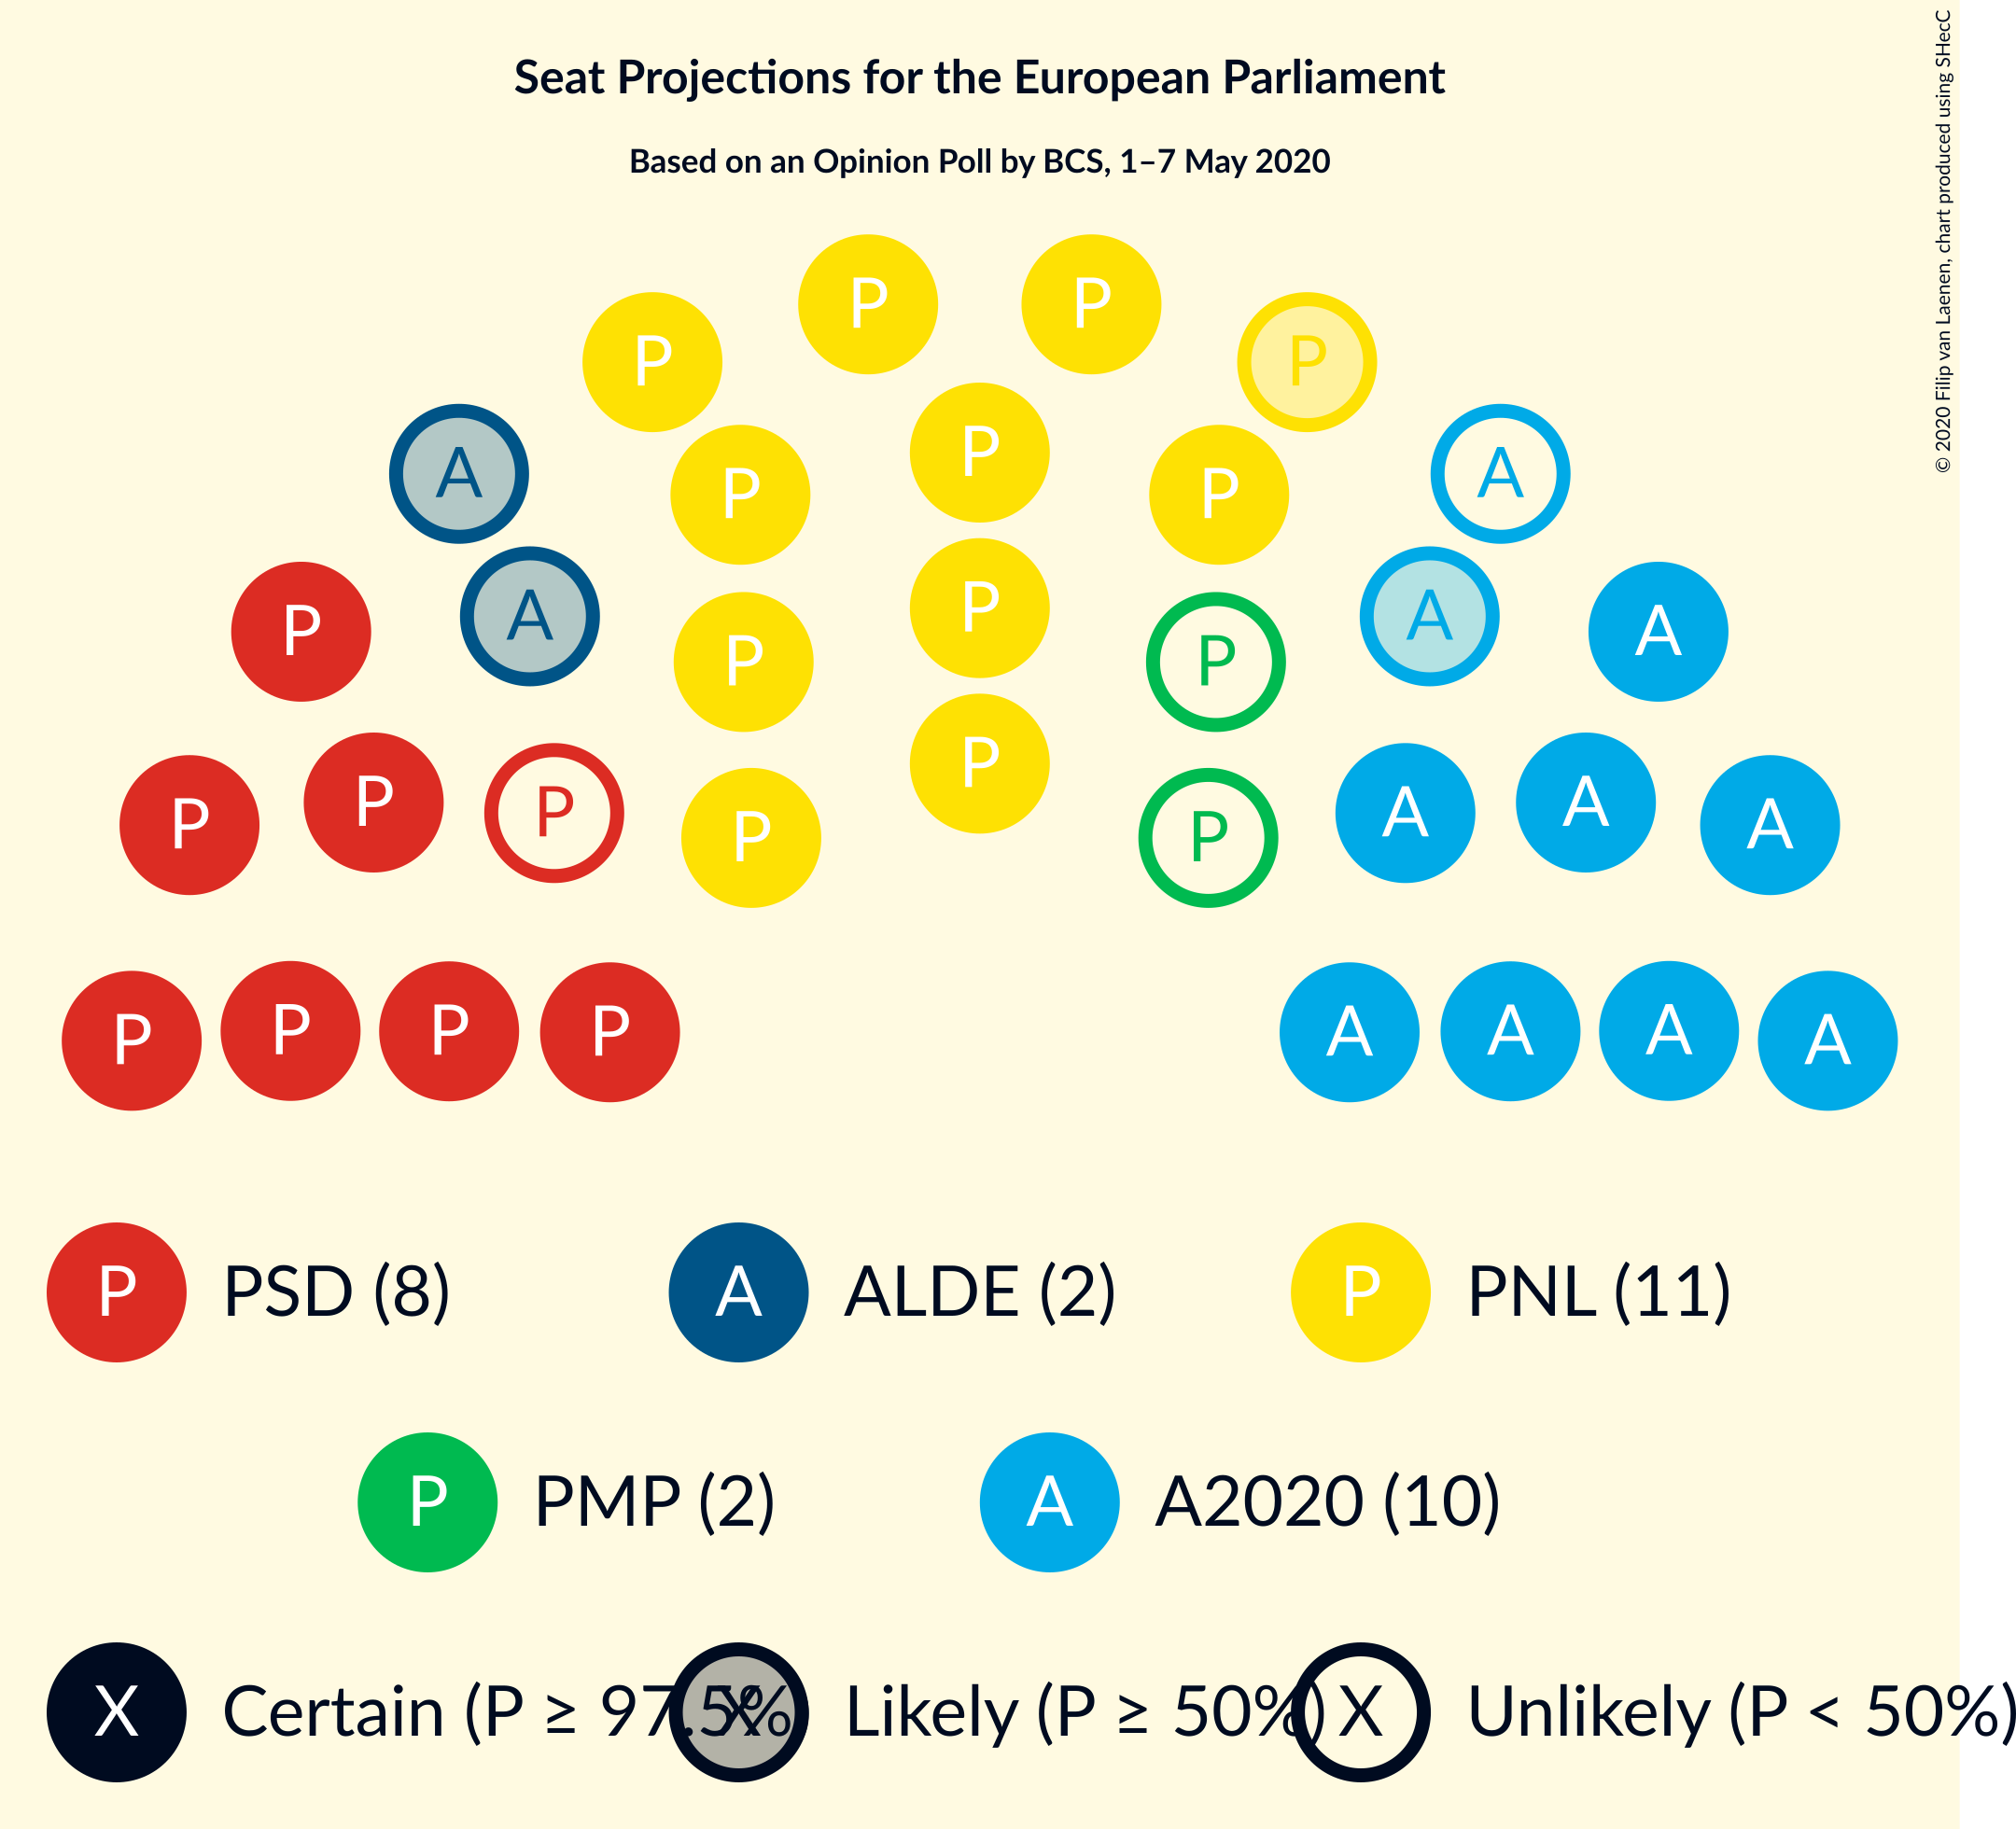 Seat Projections for the European Parliament
Based on an Opinion Poll by BCS, 1–7 May 2020
© 2020 Filip van Laenen, chart produced using SHecC
P P
P P
P
A P P A
A A
P P A
P P P
P P A A
P P A
P P
P P P P A A A A
P PSD (8) A ALDE (2) P PNL (11)
P PMP (2) A A2020 (10)
X Certain (P ≥ 97.5% X Likely (P ≥ 50%) X Unlikely (P < 50%)